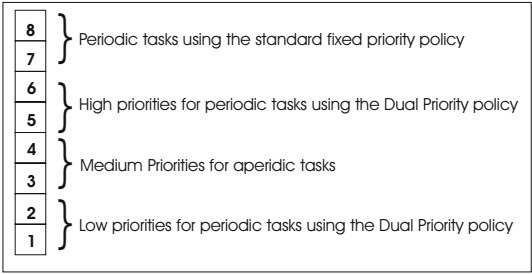 8
Periodic tasks using the standard fixed priority policy
7
6
High priorities for periodic tasks using the Dual Priority policy
5
4
Medium Priorities for aperidic tasks
3
2
Low priorities for periodic tasks using the Dual Priority policy
1